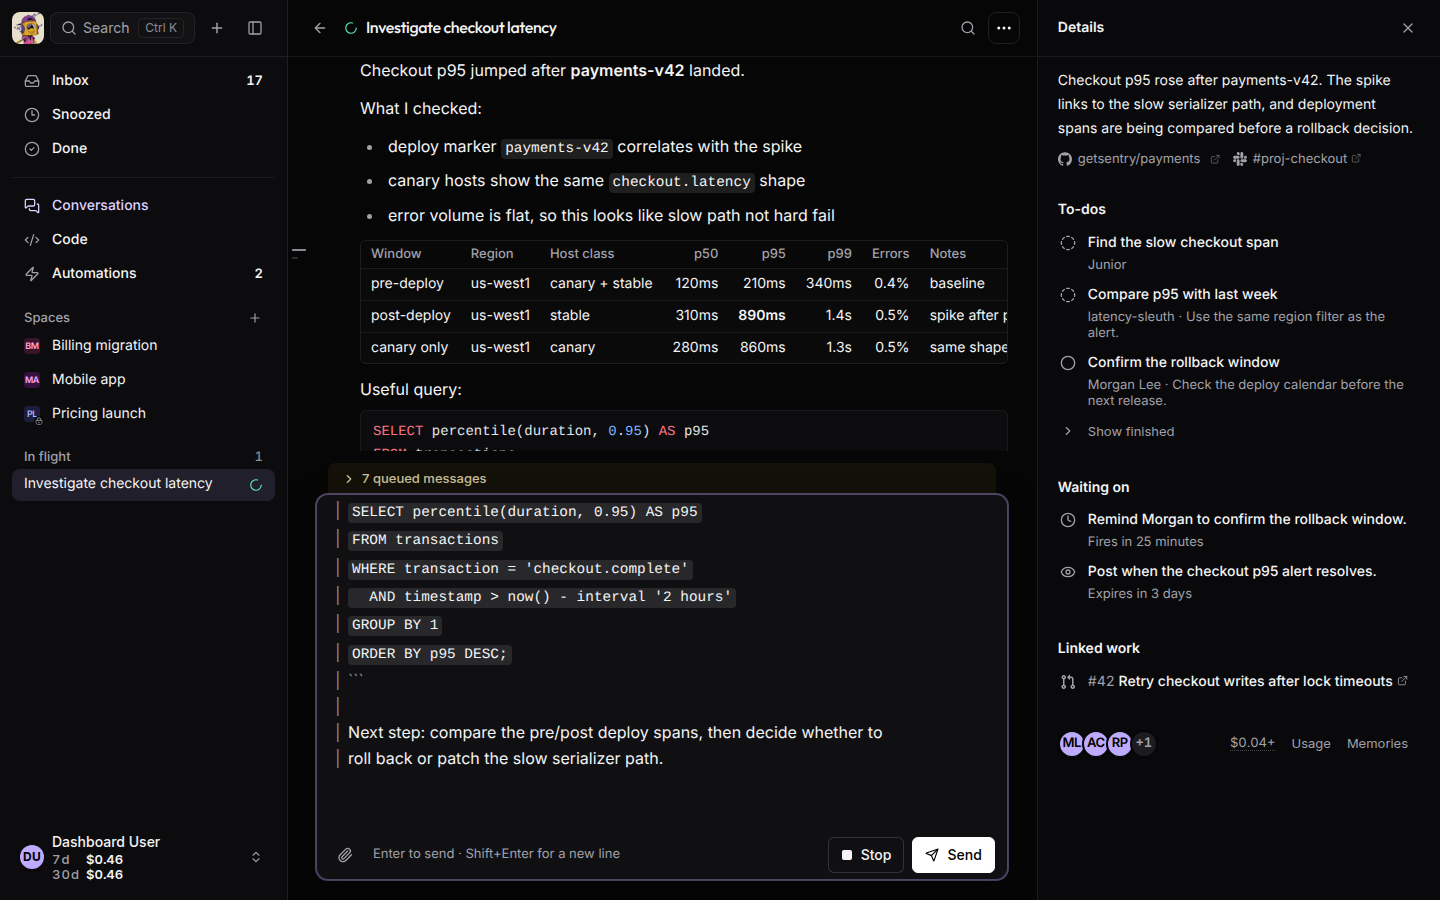 Search Ctrl K
Inbox 17
Snoozed
Done
Conversations
Code
Automations 2
Spaces
BM Billing migration
MA Mobile app
PL Pricing launch
In flight 1
Investigate checkout latency
DU Dashboard User
7d $0.46
30d $0.46
Investigate checkout latency
Checkout p95 jumped after payments-v42 landed.
What I checked:
deploy marker payments-v42 correlates with the spike
canary hosts show the same checkout.latency shape
error volume is flat, so this looks like slow path not hard fail
Window Region Host class p50 p95 p99 Errors Notes
pre-deploy us-west1 canary + stable 120ms 210ms 340ms 0.4% baseline
post-deploy us-west1 stable 310ms 890ms 1.4s 0.5% spike after p
canary only us-west1 canary 280ms 860ms 1.3s 0.5% same shape
Useful query:
SELECT percentile(duration, 0.95) AS p95
7 queued messages
| SELECT percentile(duration, 0.95) AS p95
| FROM transactions
| WHERE transaction = 'checkout.complete'
|   AND timestamp > now() - interval '2 hours'
| GROUP BY 1
| ORDER BY p95 DESC;
| ```
|
| Next step: compare the pre/post deploy spans, then decide whether to
| roll back or patch the slow serializer path.
Enter to send · Shift+Enter for a new line
Stop Send
Details
Checkout p95 rose after payments-v42. The spike
links to the slow serializer path, and deployment
spans are being compared before a rollback decision.
getsentry/payments #proj-checkout
To-dos
Find the slow checkout span
Junior
Compare p95 with last week
latency-sleuth · Use the same region filter as the
alert.
Confirm the rollback window
Morgan Lee · Check the deploy calendar before the
next release.
Show finished
Waiting on
Remind Morgan to confirm the rollback window.
Fires in 25 minutes
Post when the checkout p95 alert resolves.
Expires in 3 days
Linked work
#42 Retry checkout writes after lock timeouts
ML AC RP +1 $0.04+ Usage Memories